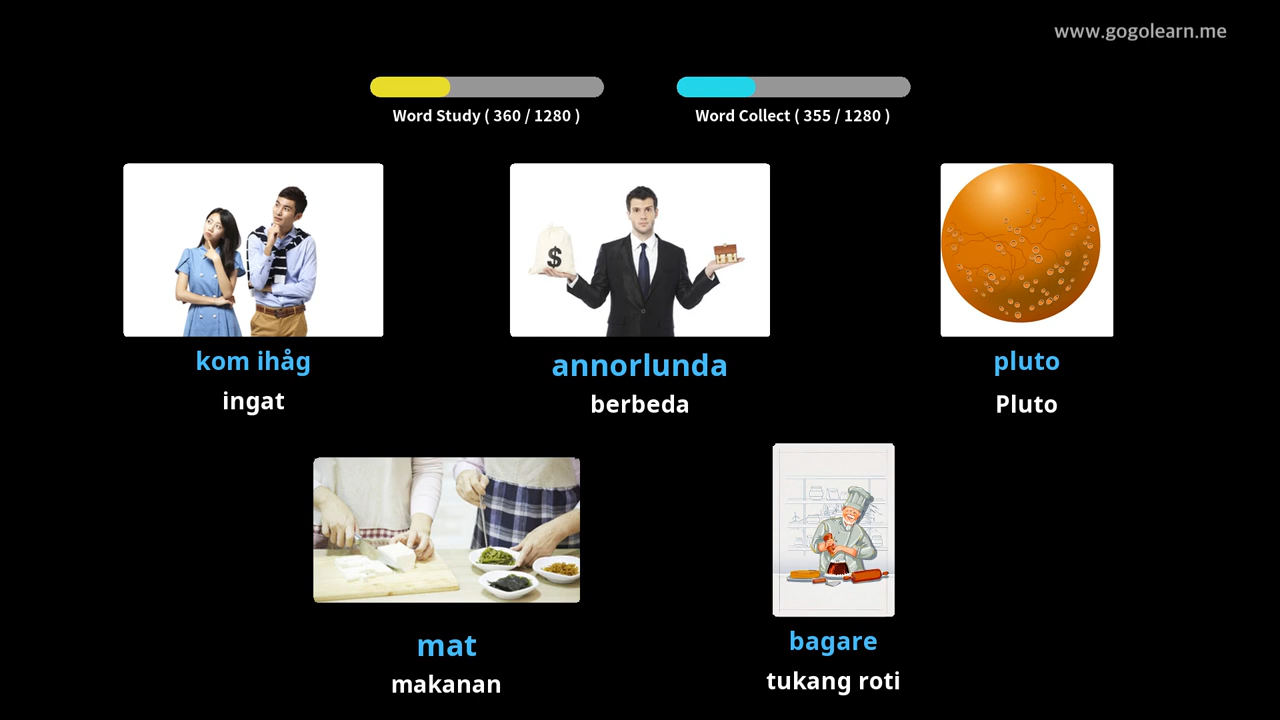 www.gogolearn.me
Word Study ( 360 / 1280 )
Word Collect ( 355 / 1280 )
$
kom ihåg
ingat
annorlunda
berbeda
pluto
Pluto
mat
makanan
bagare
tukang roti